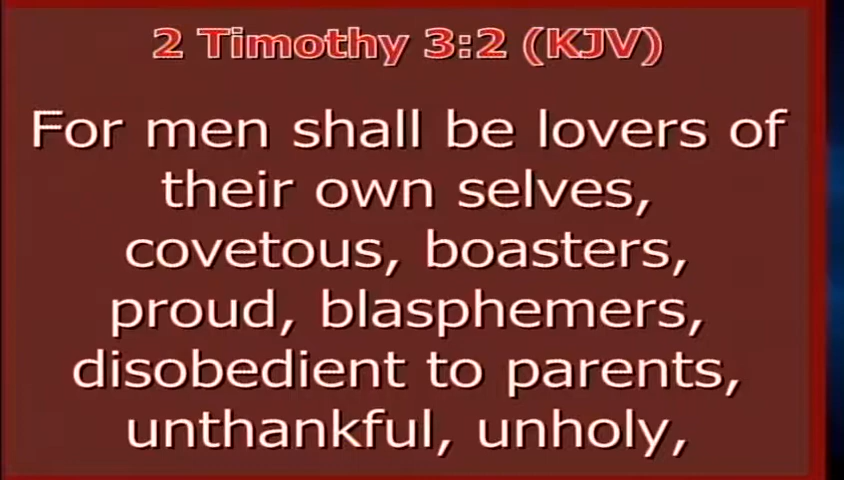 2 Timothy 3:2 (KJV)
For men shall be lovers of
their own selves,
covetous, boasters,
proud, blasphemers,
disobedient to parents,
unthankful, unholy,